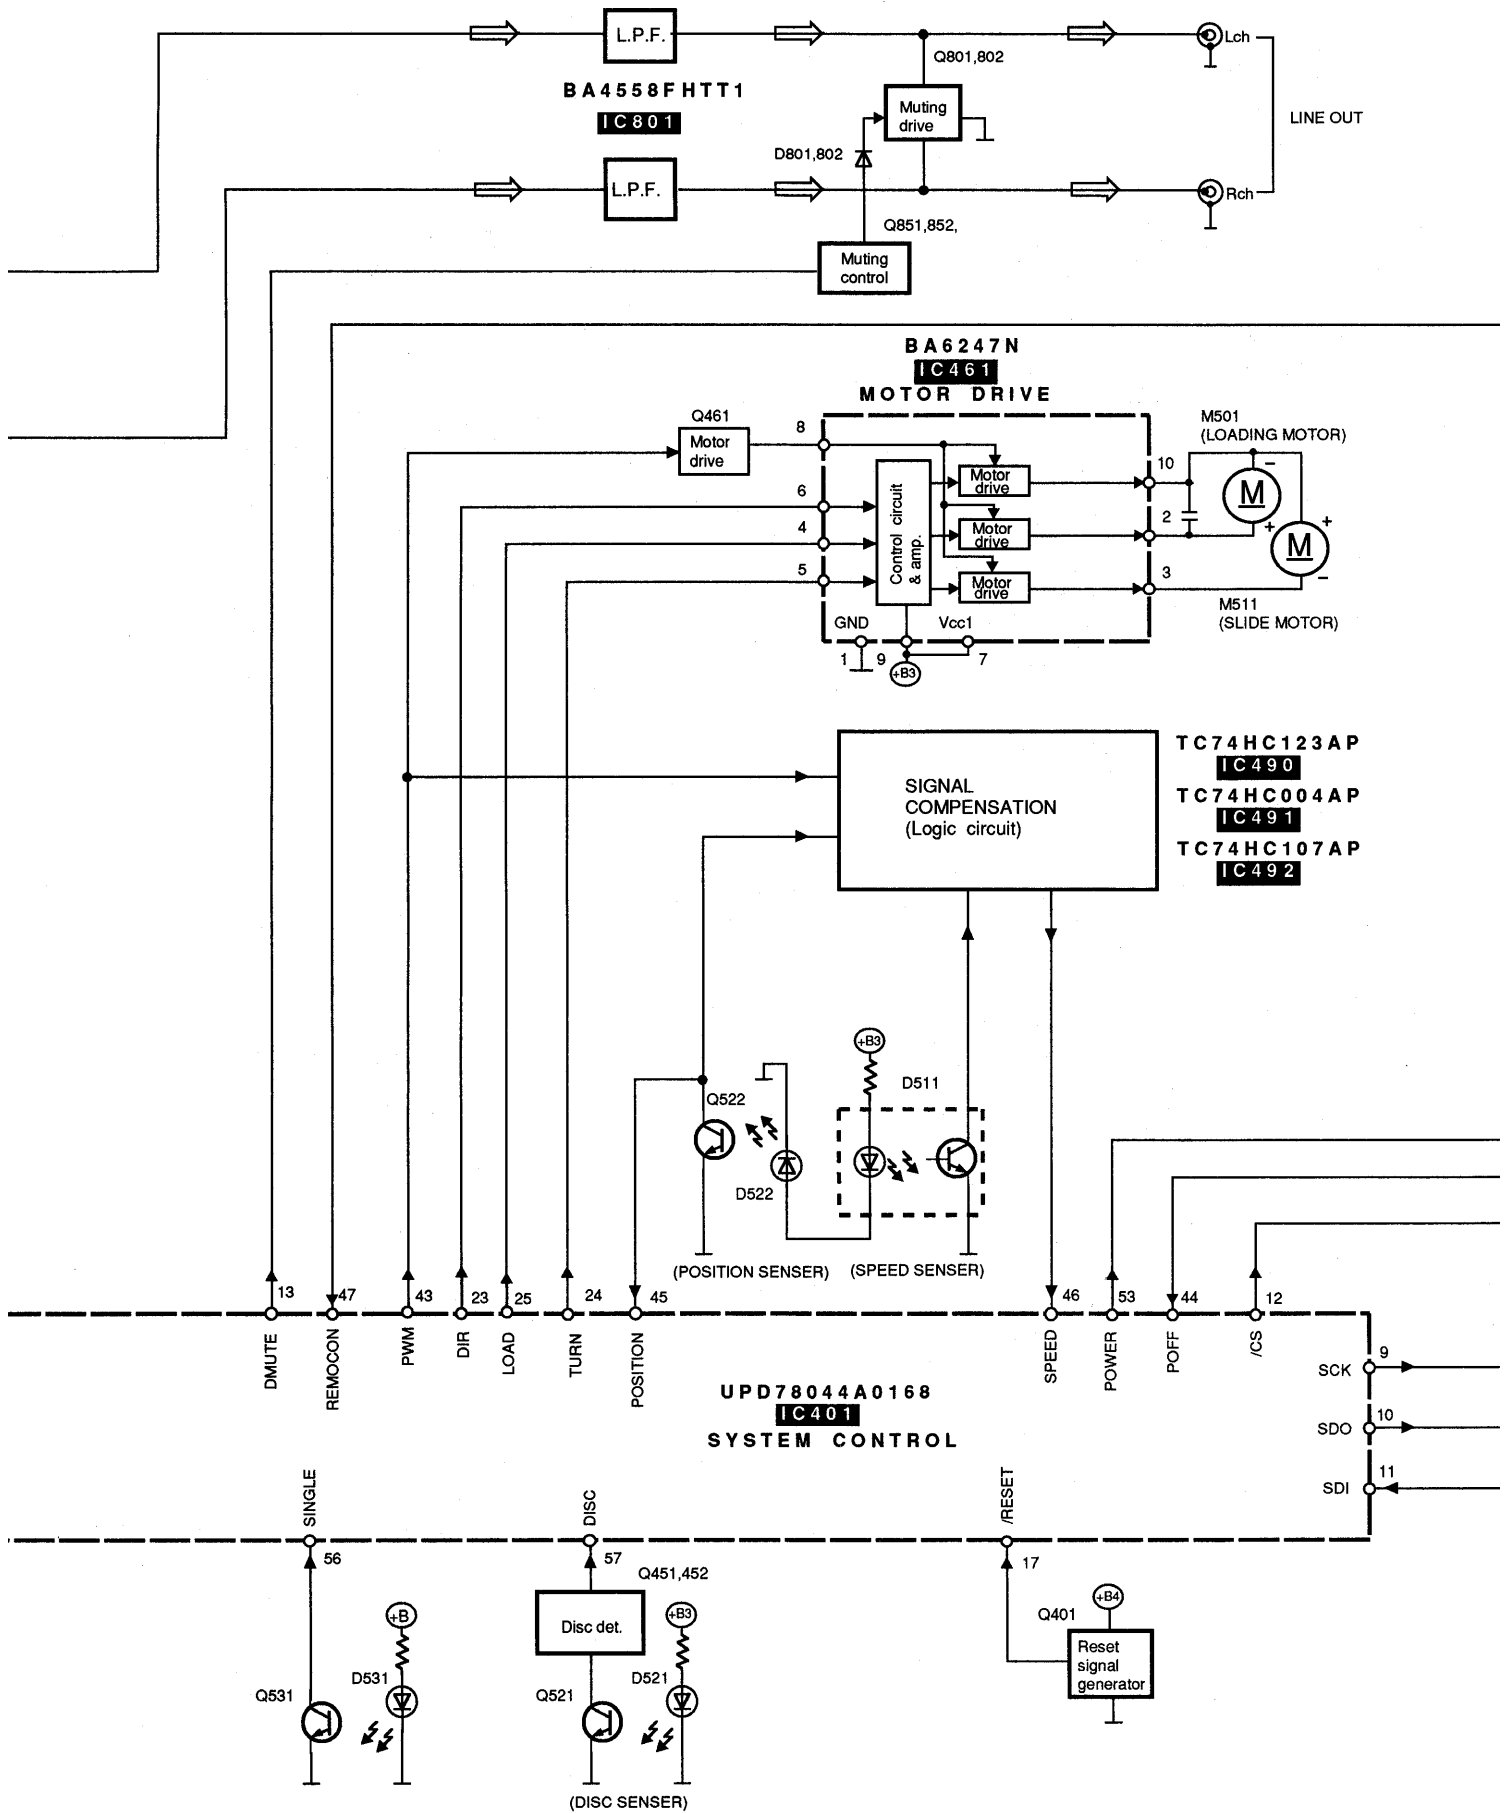 L.P.F.
Lch
Q801,802
BA4558FHTT1
IC801
Muting
drive
LINE OUT
D801,802
L.P.F.
Rch
Q851,852,
Muting
control
BA6247N
IC461
MOTOR DRIVE
Q461
Motor
drive
8
M501
(LOADING MOTOR)
10
Motor
drive
6
Control circuit
& amp.
M
−
+
4
2
Motor
drive
+
M
−
5
3
Motor
drive
M511
(SLIDE MOTOR)
GND
Vcc1
1
9
7
+B3
SIGNAL
COMPENSATION
(Logic circuit)
TC74HC123AP
IC490
TC74HC004AP
IC491
TC74HC107AP
IC492
+B3
D511
Q522
D522
(POSITION SENSER)
(SPEED SENSER)
13
47
43
23
25
24
45
46
53
44
12
DMUTE
REMOCON
PWM
DIR
LOAD
TURN
POSITION
SPEED
POWER
POFF
/CS
9
SCK
UPD78044A0168
IC401
SYSTEM CONTROL
10
SDO
11
SDI
SINGLE
DISC
/RESET
56
57
17
Q451,452
+B
Disc det.
+B3
Q401
+B4
Reset
signal
generator
Q531
D531
Q521
D521
(DISC SENSER)